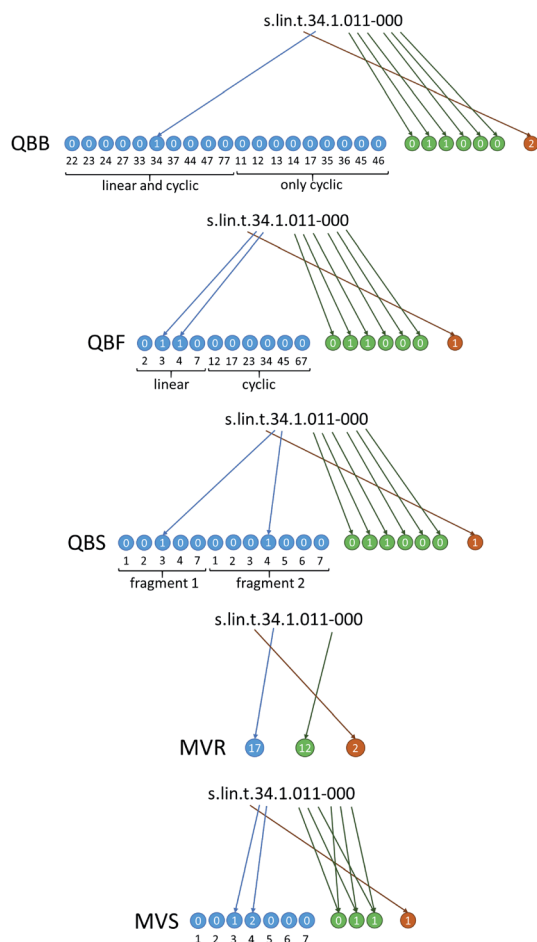 s.lin.t.34.1.011-000
QBB 0 0 0 0 0 1 0 0 0 0 0 0 0 0 0 0 0 0 0 0 1 1 0 0 0 2
22 23 24 27 33 34 37 44 47 77 11 12 13 14 17 35 36 45 46
linear and cyclic only cyclic
s.lin.t.34.1.011-000
QBF 0 1 1 0 0 0 0 0 0 0 0 1 1 0 0 0 1
2 3 4 7 12 17 23 34 45 67
linear cyclic
s.lin.t.34.1.011-000
QBS 0 0 1 0 0 0 0 0 1 0 0 0 0 1 1 0 0 0 1
1 2 3 4 7 1 2 3 4 5 6 7
fragment 1 fragment 2
s.lin.t.34.1.011-000
MVR 17 12 2
s.lin.t.34.1.011-000
MVS 0 0 1 2 0 0 0 0 1 1 1
1 2 3 4 5 6 7